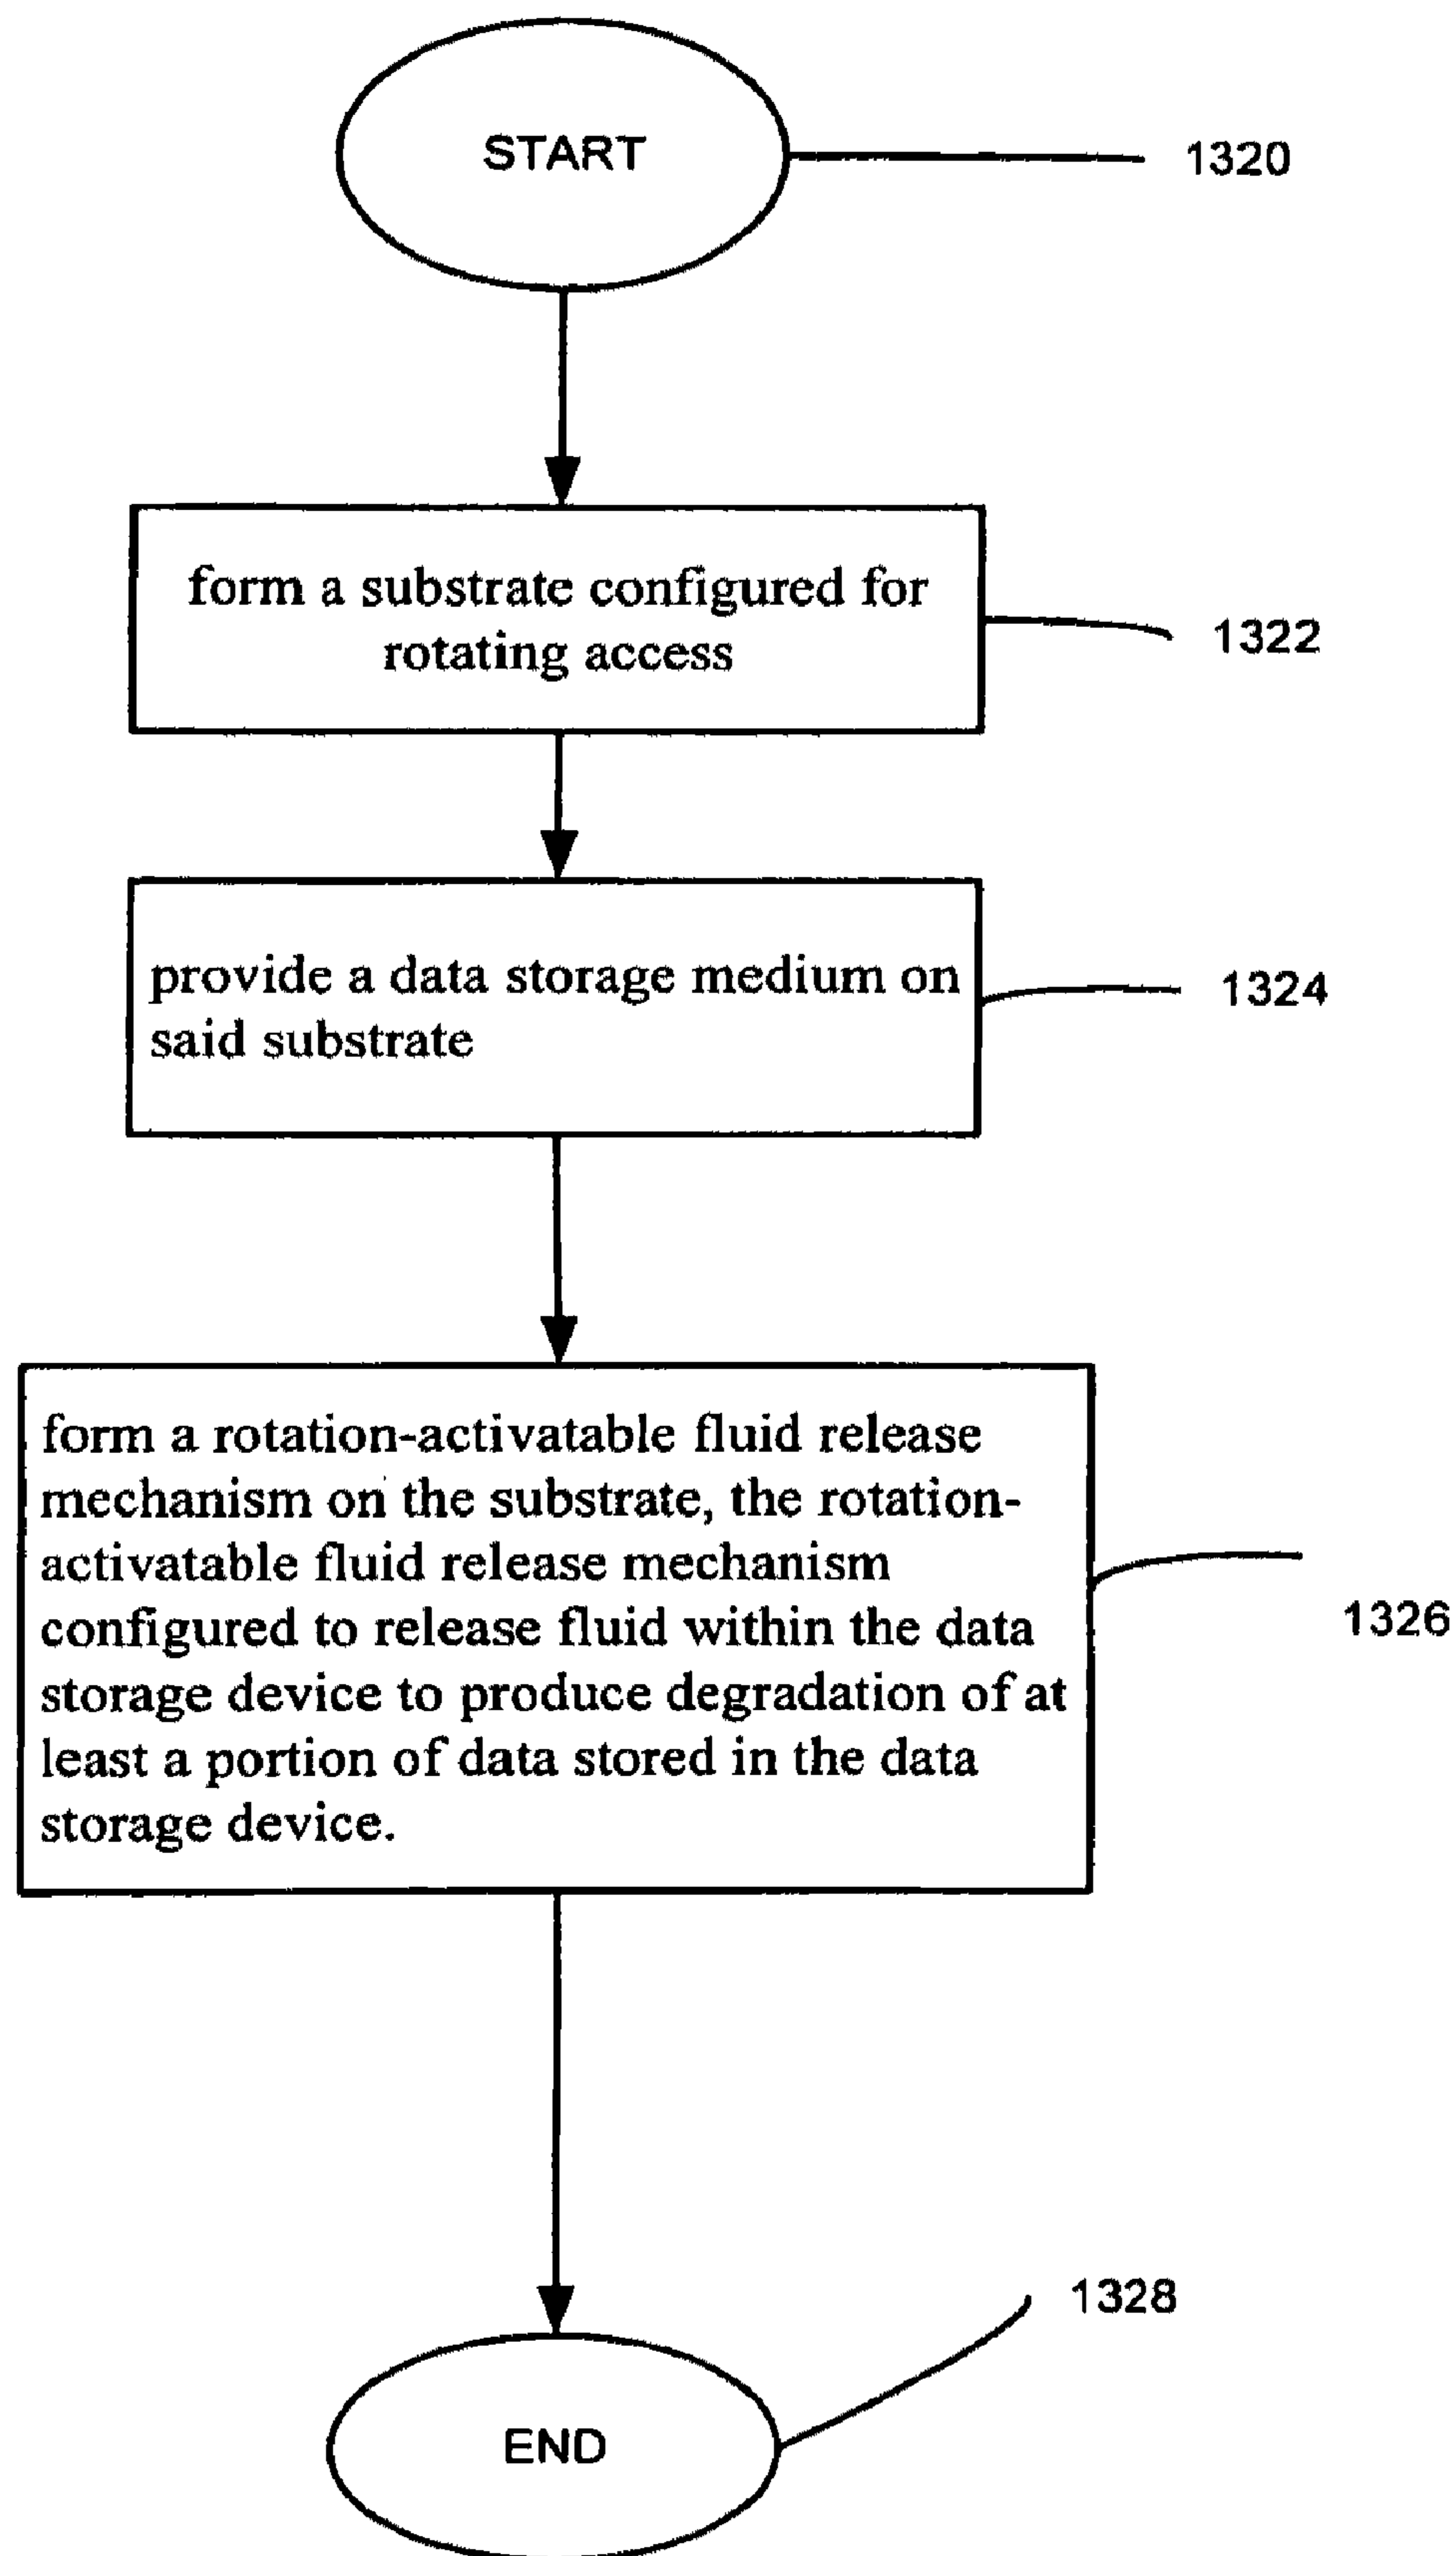 START
1320
form a substrate configured for
rotating access
1322
provide a data storage medium on
said substrate
1324
form a rotation-activatable fluid release
mechanism on the substrate, the rotation-
activatable fluid release mechanism
configured to release fluid within the data
storage device to produce degradation of at
least a portion of data stored in the data
storage device.
1326
1328
END